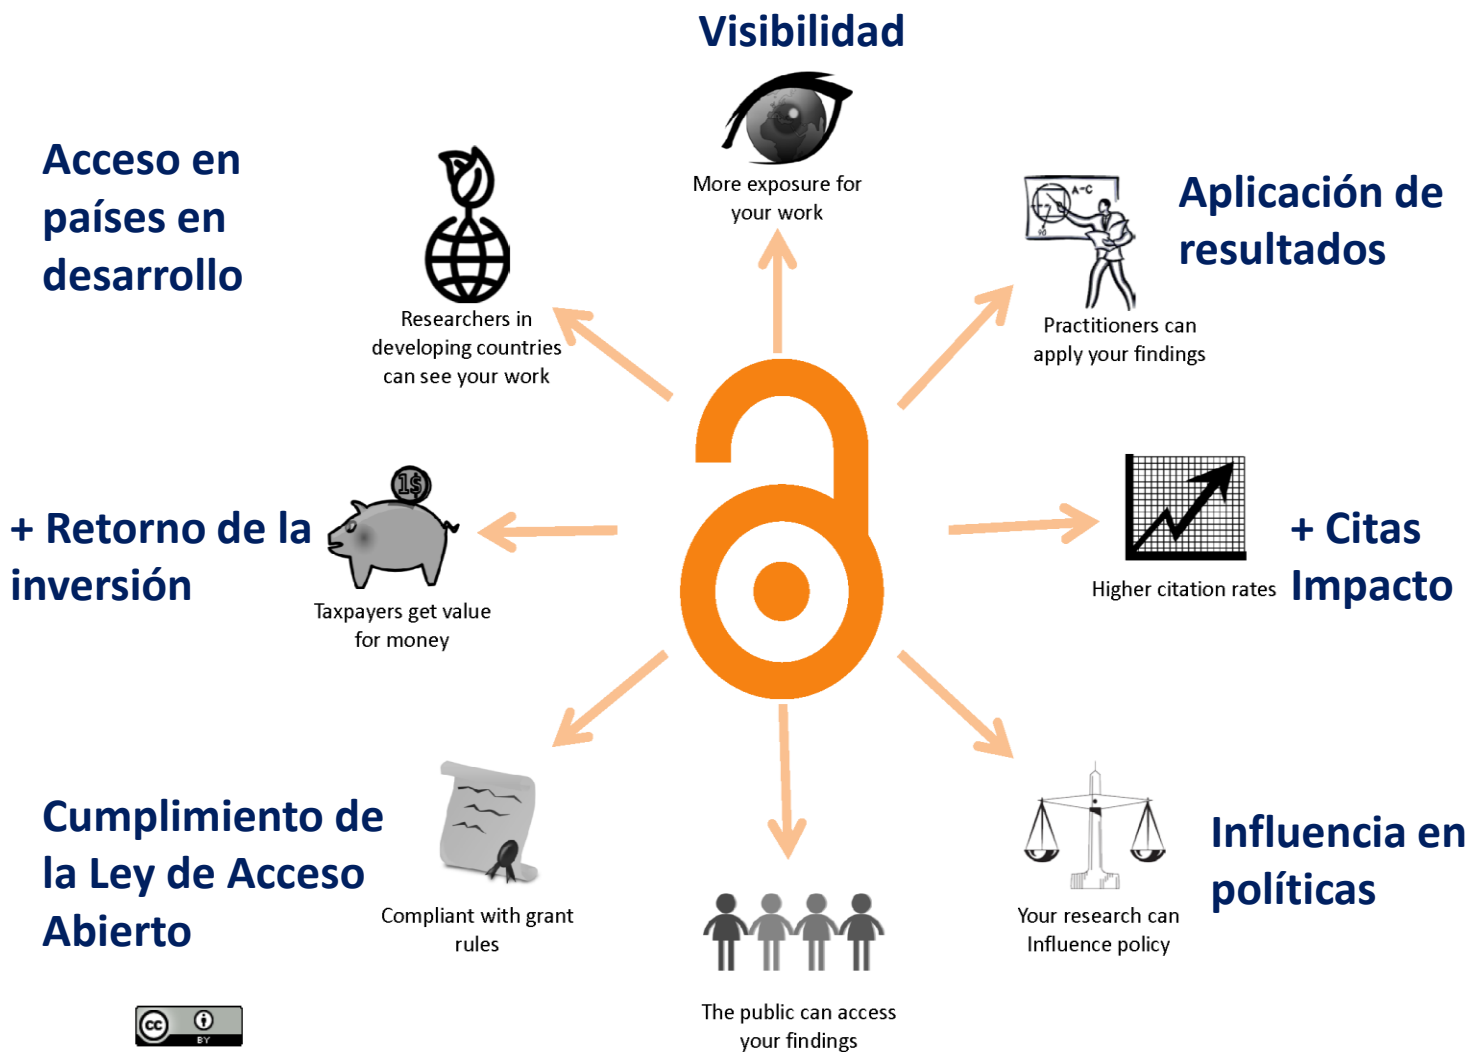 Visibilidad
More exposure for
your work
Acceso en
países en
desarrollo
Researchers in
developing countries
can see your work
A-C
Aplicación de
resultados
Practitioners can
apply your findings
+ Retorno de la
inversión
1$
Taxpayers get value
for money
Higher citation rates
+ Citas
Impacto
Cumplimiento de
la Ley de Acceso
Abierto
Compliant with grant
rules
Influencia en
políticas
Your research can
Influence policy
The public can access
your findings
cc
BY